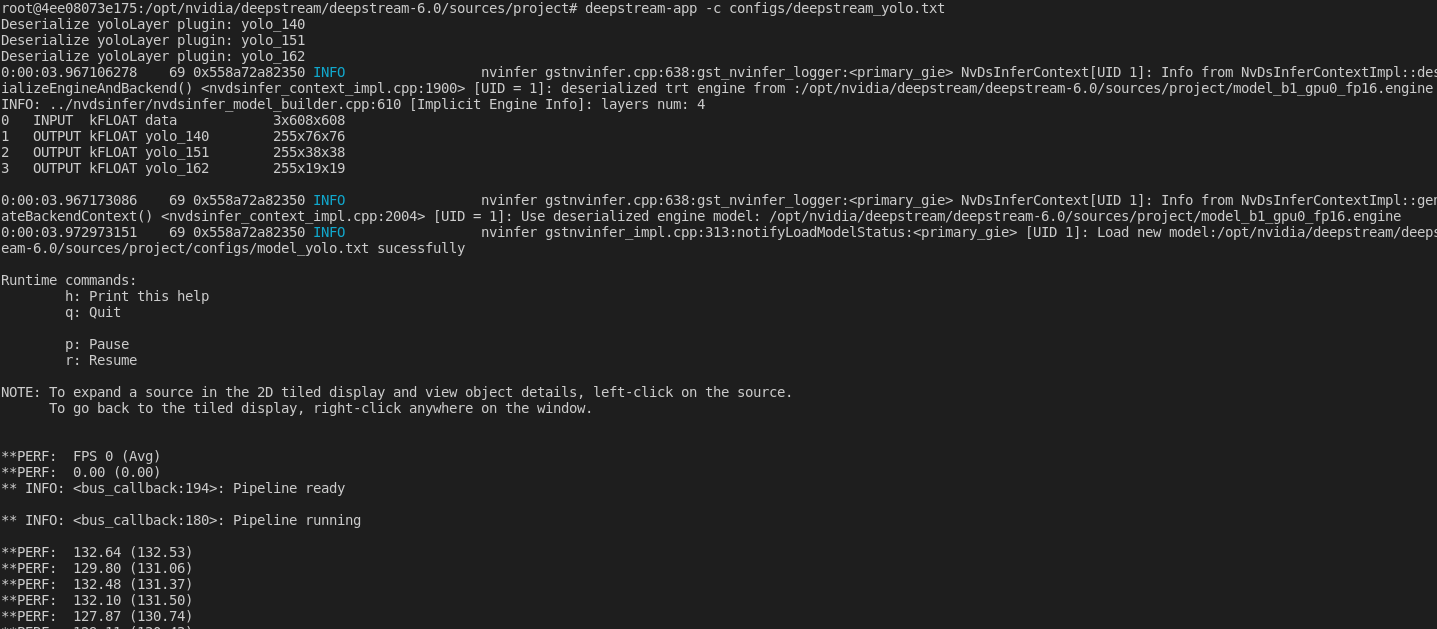 root@4ee08073e175:/opt/nvidia/deepstream/deepstream-6.0/sources/project# deepstream-app -c configs/deepstream_yolo.txt
Deserialize yoloLayer plugin: yolo_140
Deserialize yoloLayer plugin: yolo_151
Deserialize yoloLayer plugin: yolo_162
0:00:03.967106278    69 0x558a72a82350 INFO                 nvinfer gstnvinfer.cpp:638:gst_nvinfer_logger:<primary_gie> NvDsInferContext[UID 1]: Info from NvDsInferContextImpl::des
ializeEngineAndBackend() <nvdsinfer_context_impl.cpp:1900> [UID = 1]: deserialized trt engine from :/opt/nvidia/deepstream/deepstream-6.0/sources/project/model_b1_gpu0_fp16.engine
INFO: ../nvdsinfer/nvdsinfer_model_builder.cpp:610 [Implicit Engine Info]: layers num: 4
0   INPUT  kFLOAT data            3x608x608
1   OUTPUT kFLOAT yolo_140        255x76x76
2   OUTPUT kFLOAT yolo_151        255x38x38
3   OUTPUT kFLOAT yolo_162        255x19x19
0:00:03.967173086    69 0x558a72a82350 INFO                 nvinfer gstnvinfer.cpp:638:gst_nvinfer_logger:<primary_gie> NvDsInferContext[UID 1]: Info from NvDsInferContextImpl::gen
ateBackendContext() <nvdsinfer_context_impl.cpp:2004> [UID = 1]: Use deserialized engine model: /opt/nvidia/deepstream/deepstream-6.0/sources/project/model_b1_gpu0_fp16.engine
0:00:03.972973151    69 0x558a72a82350 INFO                 nvinfer gstnvinfer_impl.cpp:313:notifyLoadModelStatus:<primary_gie> [UID 1]: Load new model:/opt/nvidia/deepstream/deeps
eam-6.0/sources/project/configs/model_yolo.txt sucessfully
Runtime commands:
        h: Print this help
        q: Quit
        p: Pause
        r: Resume
NOTE: To expand a source in the 2D tiled display and view object details, left-click on the source.
      To go back to the tiled display, right-click anywhere on the window.
**PERF:  FPS 0 (Avg)
**PERF:  0.00 (0.00)
** INFO: <bus_callback:194>: Pipeline ready
** INFO: <bus_callback:180>: Pipeline running
**PERF:  132.64 (132.53)
**PERF:  129.80 (131.06)
**PERF:  132.48 (131.37)
**PERF:  132.10 (131.50)
**PERF:  127.87 (130.74)